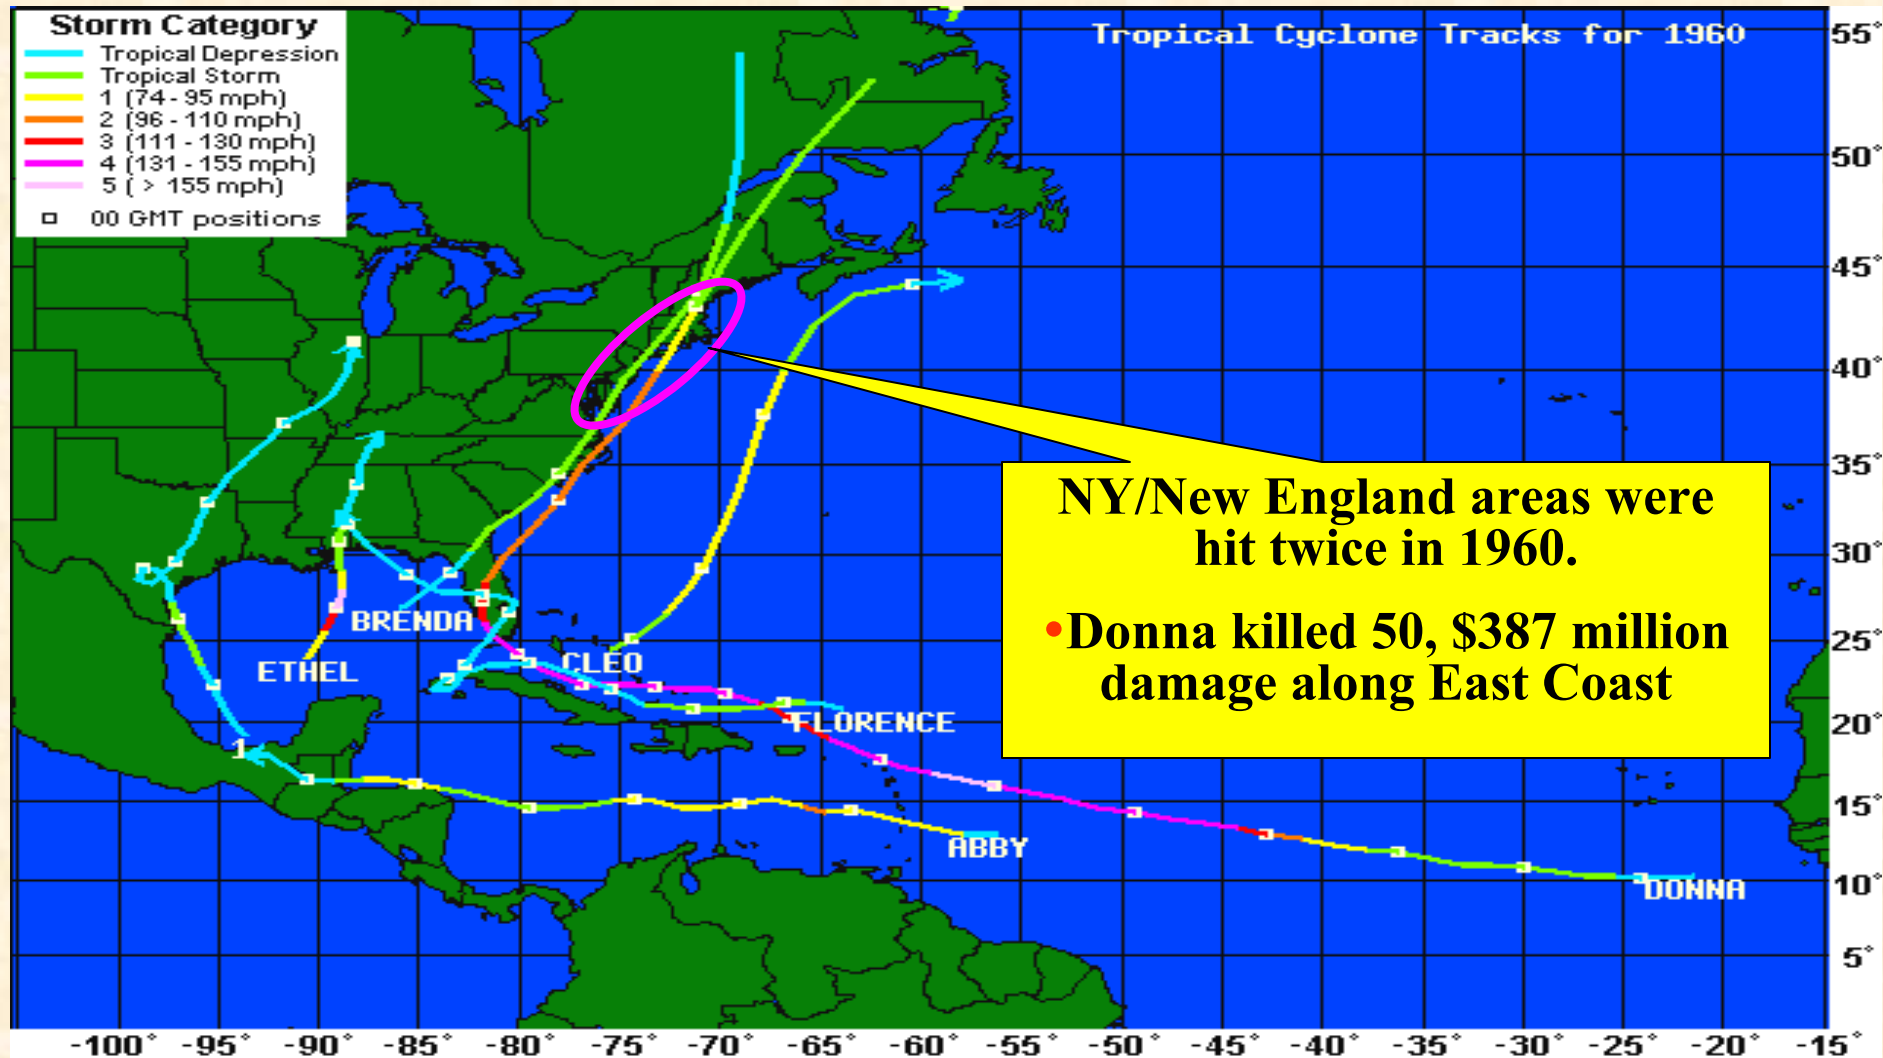 Storm Category
Tropical Depression
Tropical Storm
1 (74 - 95 mph)
2 (96 - 110 mph)
3 (111 - 130 mph)
4 (131 - 155 mph)
5 ( > 155 mph)
00 GMT positions
Tropical Cyclone Tracks for 1960
55°
50°
45°
40°
35°
30°
25°
20°
15°
10°
5°
NY/New England areas were
hit twice in 1960.
•Donna killed 50, $387 million
damage along East Coast
BRENDA
ETHEL
CLEO
FLORENCE
1
ABBY
DONNA
-100° -95° -90° -85° -80° -75° -70° -65° -60° -55° -50° -45° -40° -35° -30° -25° -20° -15°